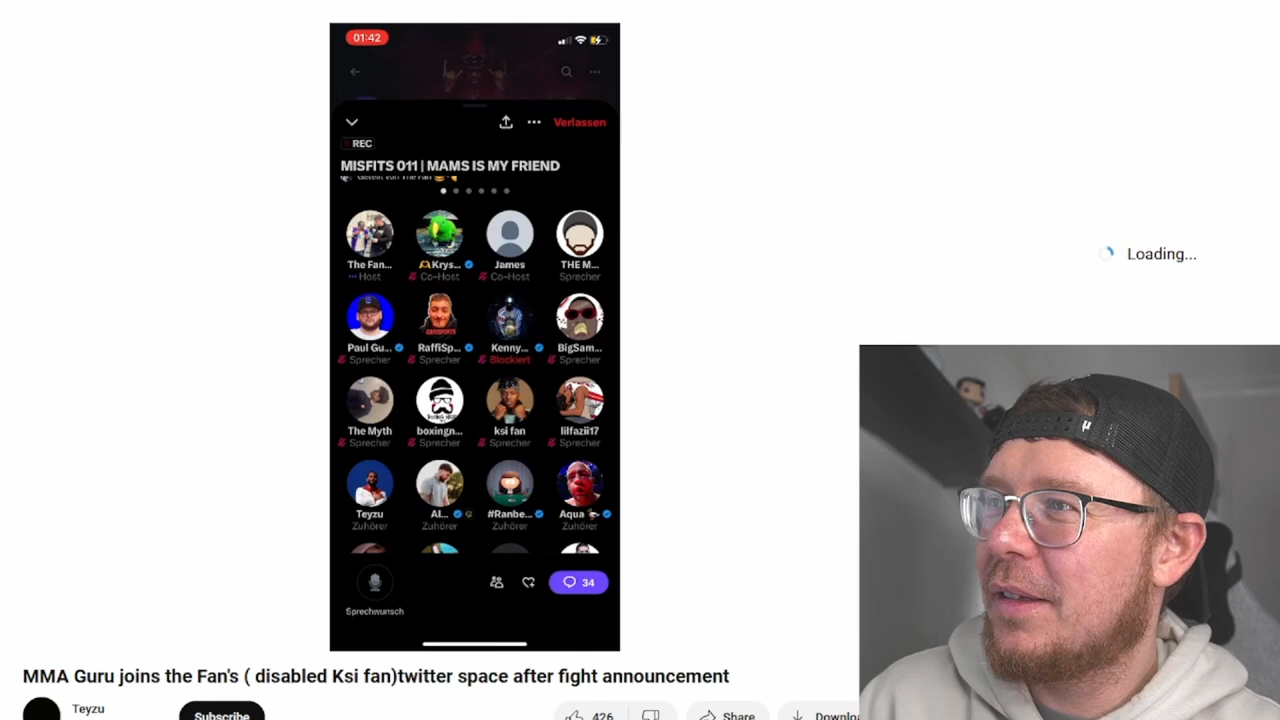 01:42
Verlassen
REC
MISFITS 011 | MAMS IS MY FRIEND
The Fan... Krys... James THE M...
Host Co-Host Co-Host Sprecher
Paul Gu... RaffiSp... Kenny... BigSam...
Sprecher Sprecher Blockiert Sprecher
The Myth boxingn... ksi fan lilfazii17
Sprecher Sprecher Sprecher Sprecher
Teyzu Al... #Ranbe... Aqua
Zuhörer Zuhörer Zuhörer Zuhörer
34
Sprechwunsch
Loading...
MMA Guru joins the Fan's ( disabled Ksi fan)twitter space after fight announcement
Teyzu
Subscribe
426
Share
Downloa